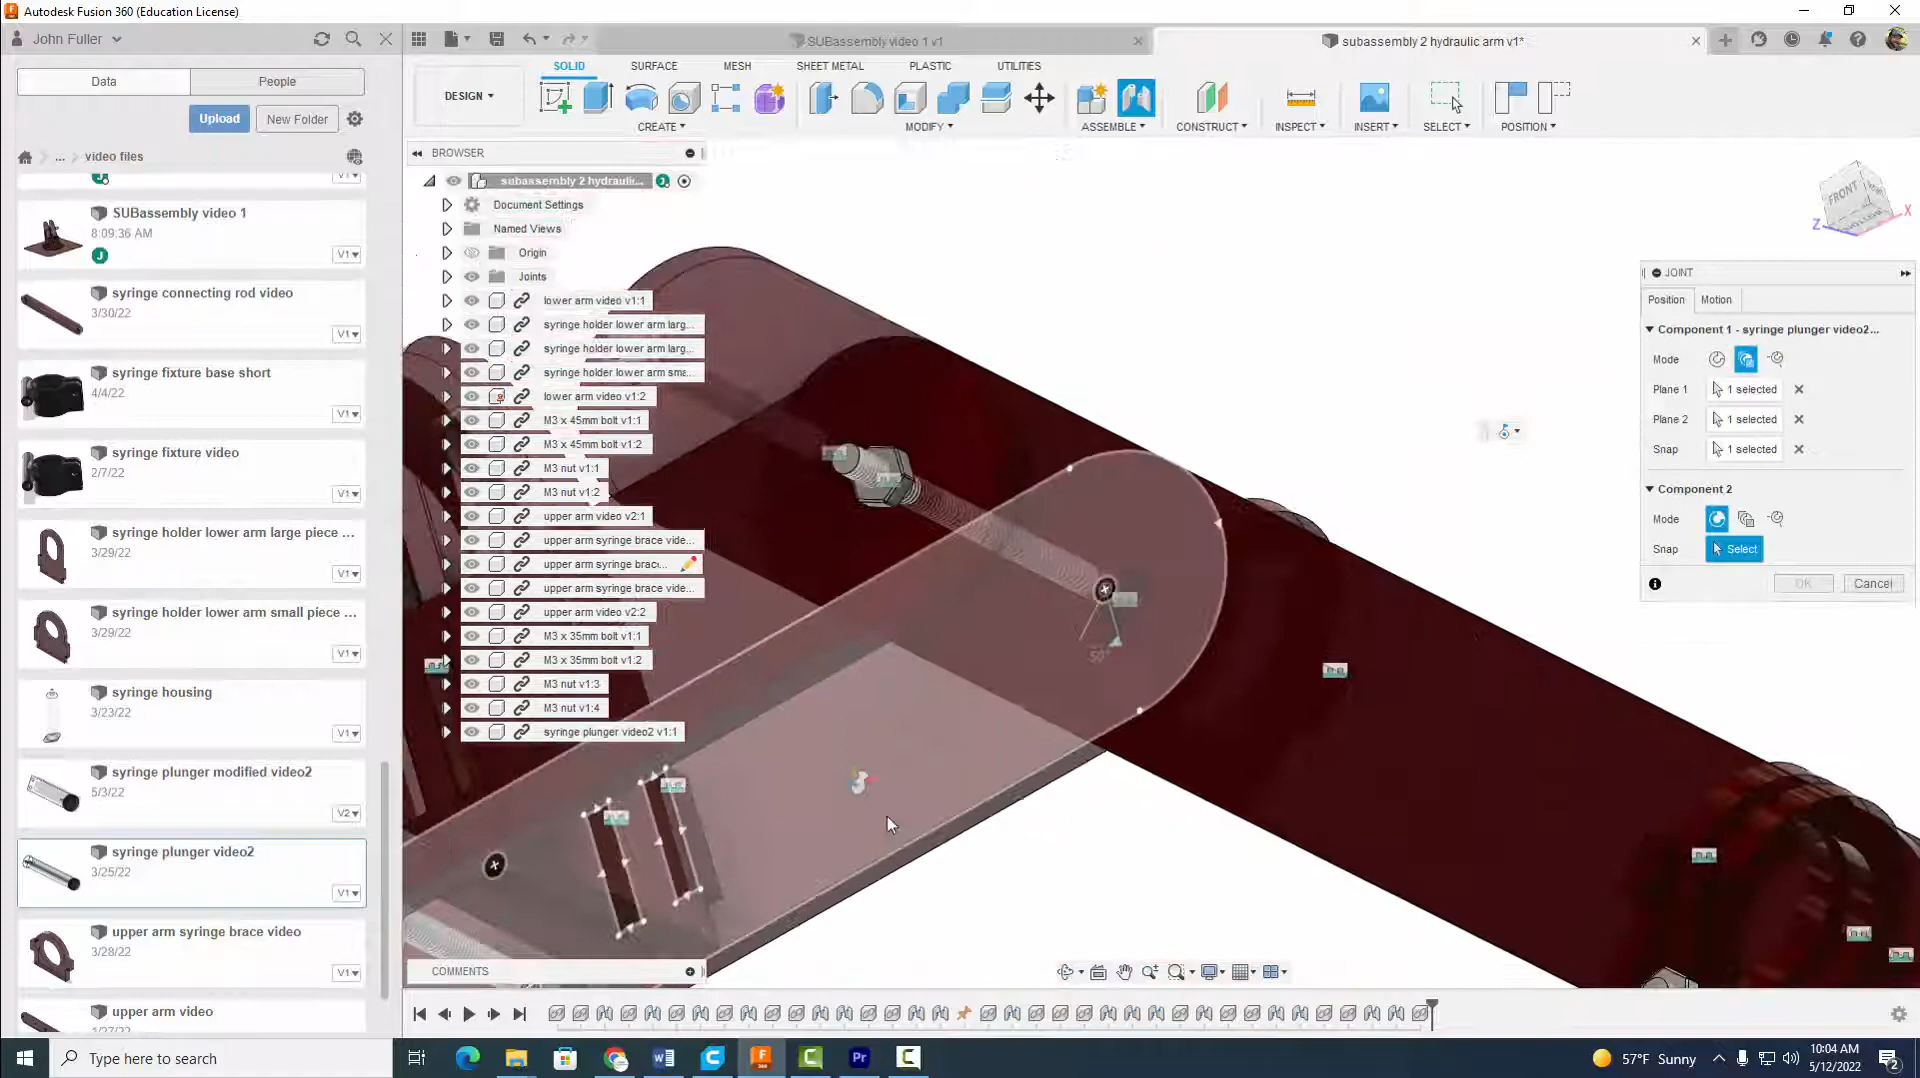 Autodesk Fusion 360 (Education License)
John Fuller
SUBassembly video 1 v1
subassembly 2 hydraulic arm v1*
Data
People
Upload
New Folder
... video files
V1
SUBassembly video 1
8:09:36 AM
J
V1
syringe connecting rod video
3/30/22
V1
syringe fixture base short
4/4/22
V1
syringe fixture video
2/7/22
V1
syringe holder lower arm large piece ...
3/29/22
V1
syringe holder lower arm small piece ...
3/29/22
V1
syringe housing
3/23/22
V1
syringe plunger modified video2
5/3/22
V2
syringe plunger video2
3/25/22
V1
upper arm syringe brace video
3/28/22
V1
upper arm video
SOLID
SURFACE
MESH
SHEET METAL
PLASTIC
UTILITIES
DESIGN
CREATE
MODIFY
ASSEMBLE
CONSTRUCT
INSPECT
INSERT
SELECT
POSITION
BROWSER
subassembly 2 hydrauli...
Document Settings
Named Views
Origin
Joints
lower arm video v1:1
syringe holder lower arm larg...
syringe holder lower arm larg...
syringe holder lower arm sma...
lower arm video v1:2
M3 x 45mm bolt v1:1
M3 x 45mm bolt v1:2
M3 nut v1:1
M3 nut v1:2
upper arm video v2:1
upper arm syringe brace vide...
upper arm syringe brac...
upper arm syringe brace vide...
upper arm video v2:2
M3 x 35mm bolt v1:1
M3 x 35mm bolt v1:2
M3 nut v1:3
M3 nut v1:4
syringe plunger video2 v1:1
COMMENTS
FRONT
Z
X
JOINT
Position
Motion
Component 1 - syringe plunger video2...
Mode
Plane 1
1 selected
Plane 2
1 selected
Snap
1 selected
Component 2
Mode
Snap
Select
OK
Cancel
Type here to search
57°F Sunny
10:04 AM
5/12/2022
2